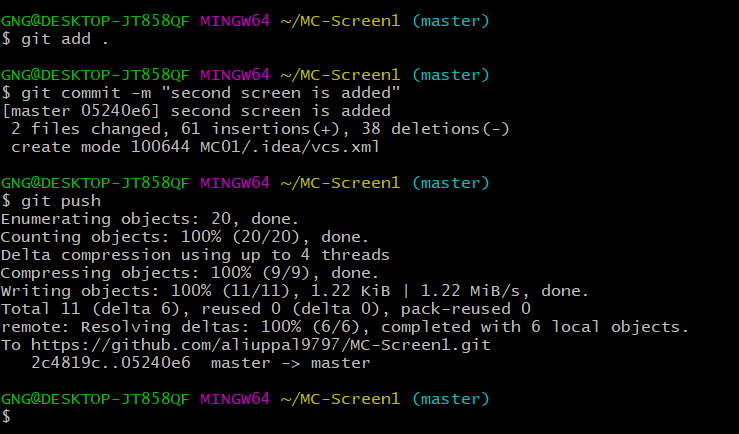 GNG@DESKTOP-JT858QF MINGW64 ~/MC-Screen1 (master)
$ git add .
GNG@DESKTOP-JT858QF MINGW64 ~/MC-Screen1 (master)
$ git commit -m "second screen is added"
[master 05240e6] second screen is added
 2 files changed, 61 insertions(+), 38 deletions(-)
 create mode 100644 MC01/.idea/vcs.xml
GNG@DESKTOP-JT858QF MINGW64 ~/MC-Screen1 (master)
$ git push
Enumerating objects: 20, done.
Counting objects: 100% (20/20), done.
Delta compression using up to 4 threads
Compressing objects: 100% (9/9), done.
Writing objects: 100% (11/11), 1.22 KiB | 1.22 MiB/s, done.
Total 11 (delta 6), reused 0 (delta 0), pack-reused 0
remote: Resolving deltas: 100% (6/6), completed with 6 local objects.
To https://github.com/aliuppal9797/MC-Screen1.git
   2c4819c..05240e6  master -> master
GNG@DESKTOP-JT858QF MINGW64 ~/MC-Screen1 (master)
$